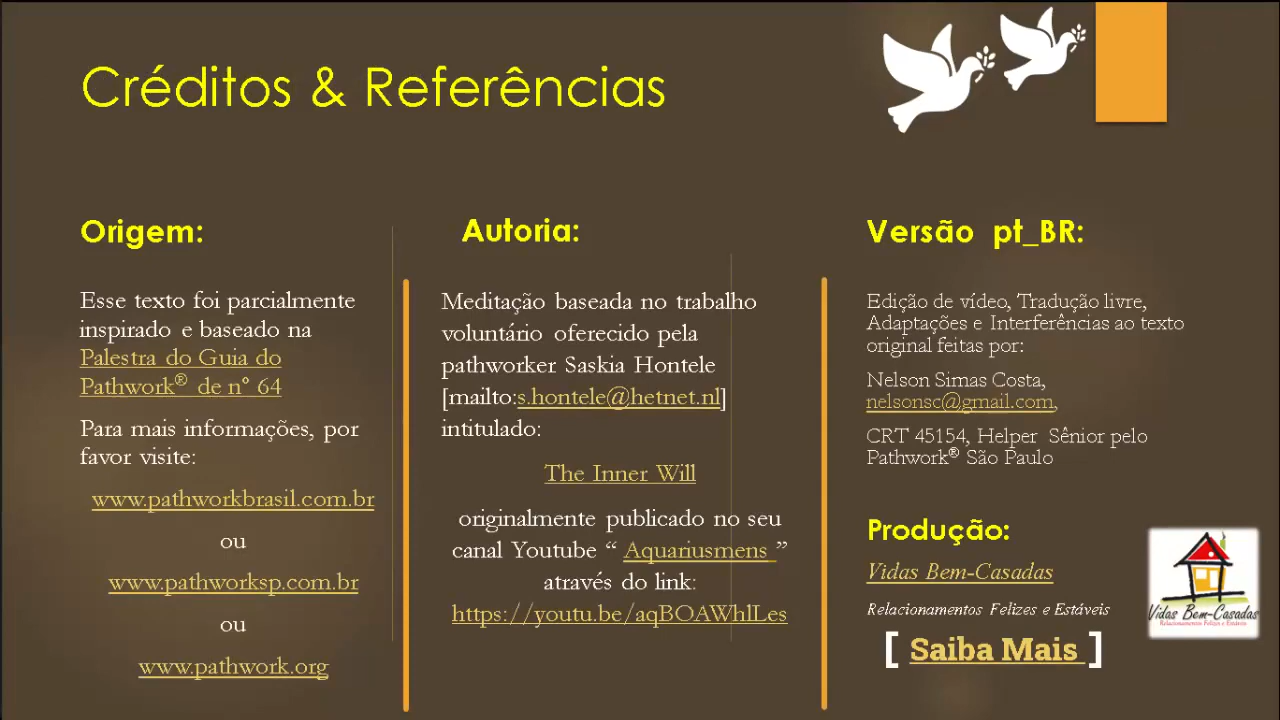 Créditos & Referências
Origem:
Esse texto foi parcialmente
inspirado e baseado na
Palestra do Guia do
Pathwork® de n° 64
Para mais informações, por
favor visite:
www.pathworkbrasil.com.br
ou
www.pathworksp.com.br
ou
www.pathwork.org
Autoria:
Meditação baseada no trabalho
voluntário oferecido pela
pathworker Saskia Hontele
[mailto:s.hontele@hetnet.nl]
intitulado:
The Inner Will
originalmente publicado no seu
canal Youtube “ Aquariusmens ”
através do link:
https://youtu.be/aqBOAWhlLes
Versão pt_BR:
Edição de vídeo, Tradução livre,
Adaptações e Interferências ao texto
original feitas por:
Nelson Simas Costa,
nelsonsc@gmail.com,
CRT 45154, Helper Sênior pelo
Pathwork® São Paulo
Produção:
Vidas Bem-Casadas
Relacionamentos Felizes e Estáveis
[ Saiba Mais ]
Vidas Bem-Casadas
Relacionamentos Felizes e Estáveis